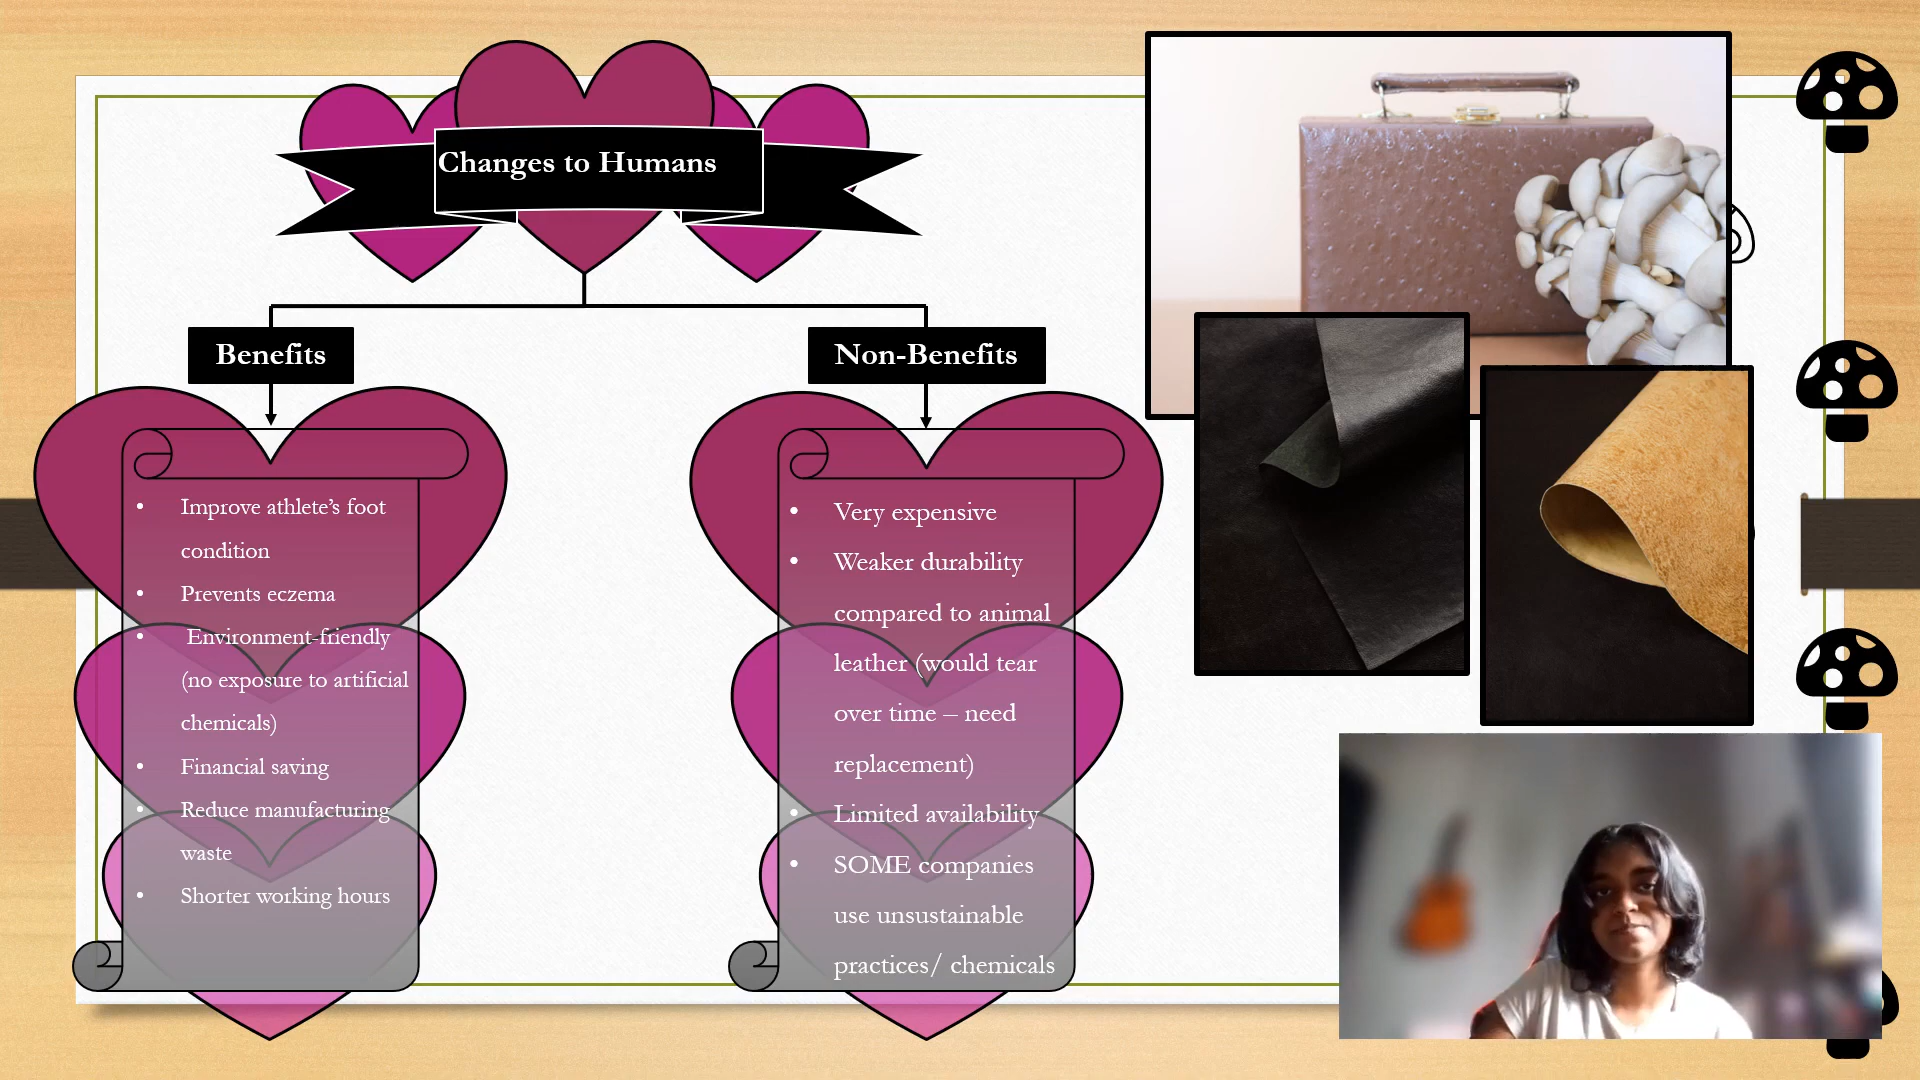 Changes to Humans
Benefits
• Improve athlete’s foot
condition
• Prevents eczema
• Environment-friendly
(no exposure to artificial
chemicals)
• Financial saving
• Reduce manufacturing
waste
• Shorter working hours
Non-Benefits
• Very expensive
• Weaker durability
compared to animal
leather (would tear
over time – need
replacement)
• Limited availability
• SOME companies
use unsustainable
practices/ chemicals